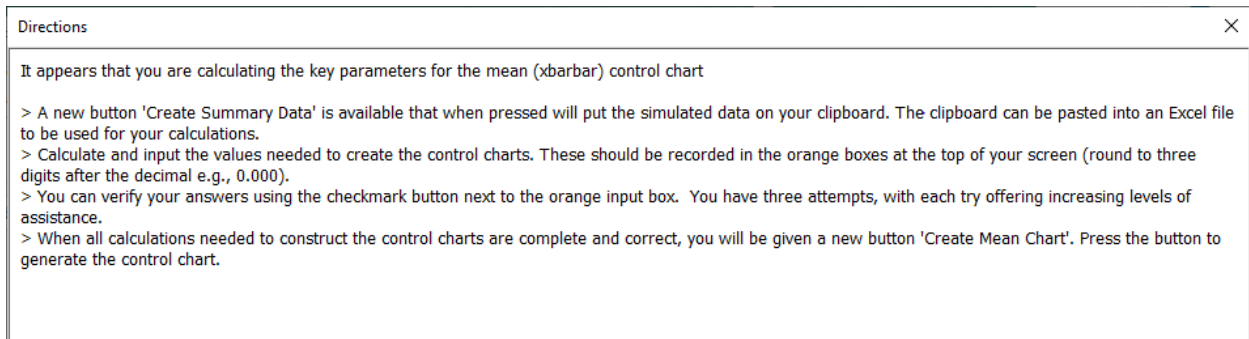 Directions
It appears that you are calculating the key parameters for the mean (xbarbar) control chart
> A new button 'Create Summary Data' is available that when pressed will put the simulated data on your clipboard. The clipboard can be pasted into an Excel file
to be used for your calculations.
> Calculate and input the values needed to create the control charts. These should be recorded in the orange boxes at the top of your screen (round to three
digits after the decimal e.g., 0.000).
> You can verify your answers using the checkmark button next to the orange input box.  You have three attempts, with each try offering increasing levels of
assistance.
> When all calculations needed to construct the control charts are complete and correct, you will be given a new button 'Create Mean Chart'. Press the button to
generate the control chart.